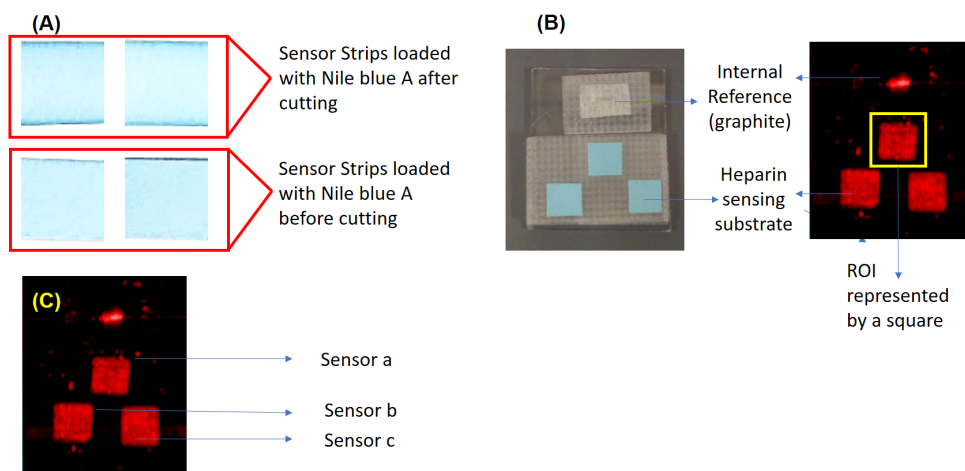 (A)
Sensor Strips loaded
with Nile blue A after
cutting
Sensor Strips loaded
with Nile blue A
before cutting
(B)
Internal
Reference
(graphite)
Heparin
sensing
substrate
ROI
represented
by a square
(C)
Sensor a
Sensor b
Sensor c